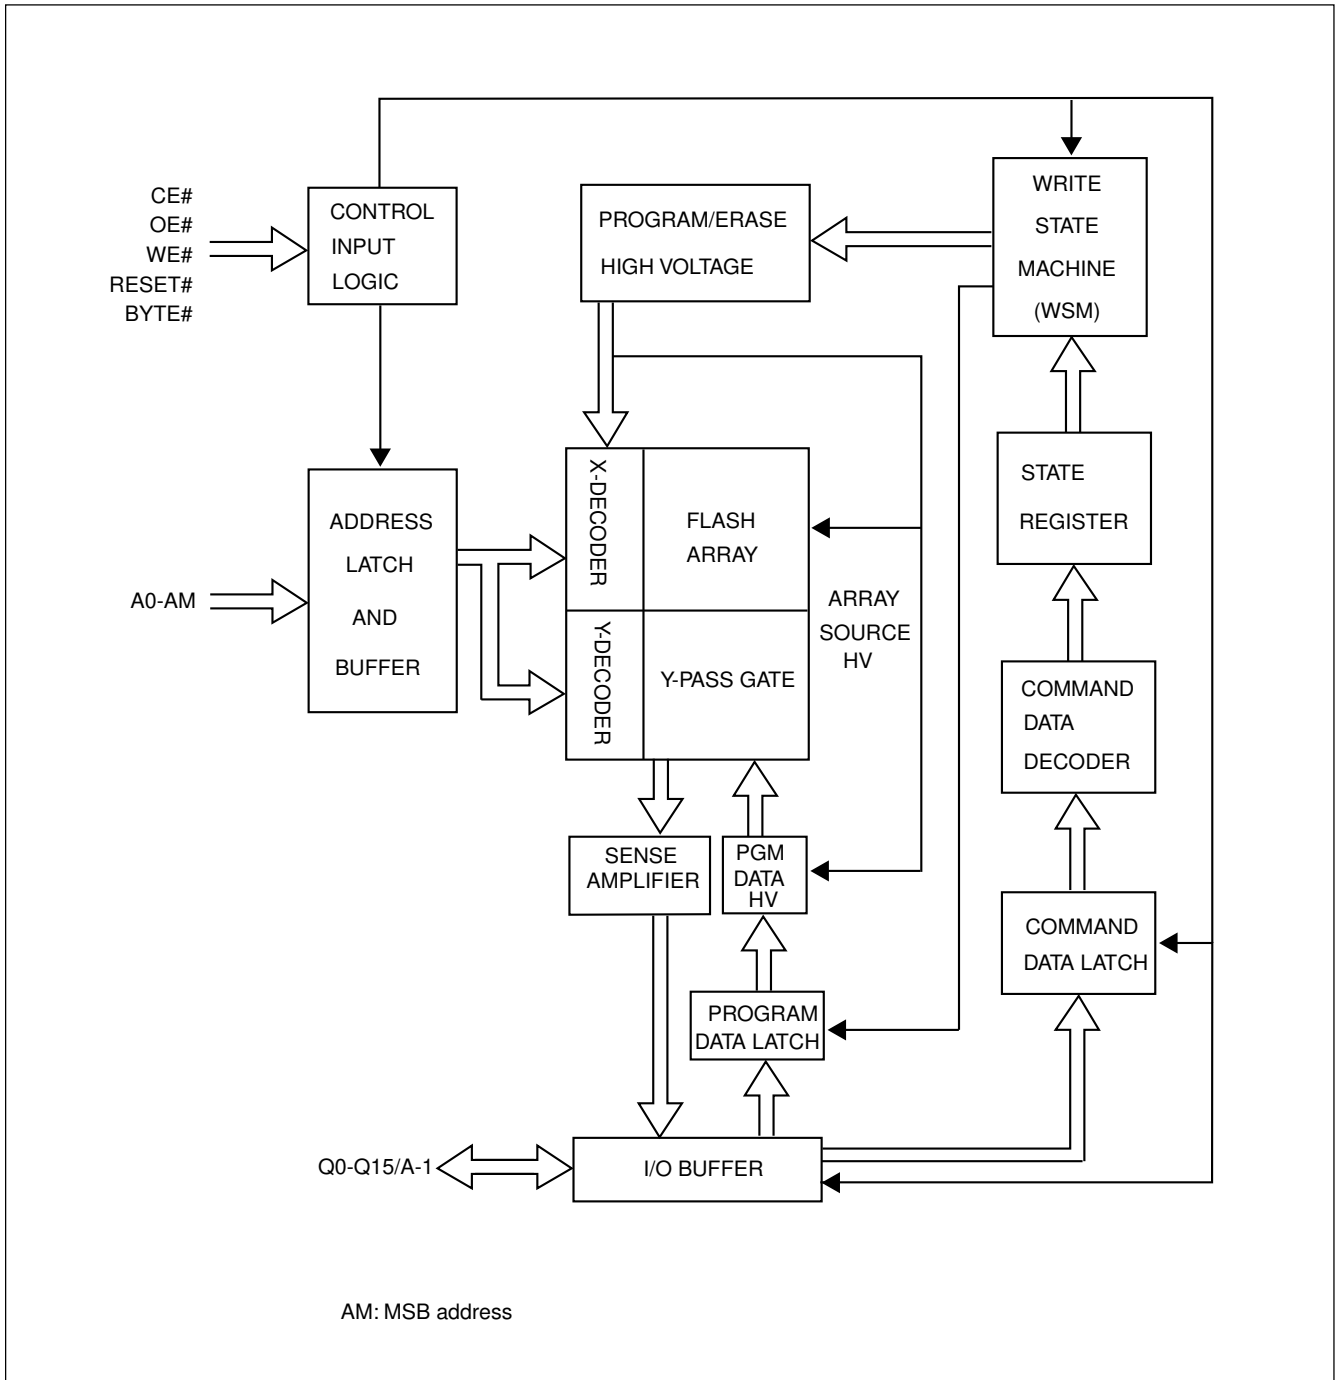 CE#
OE#
WE#
RESET#
BYTE#
CONTROL
INPUT
LOGIC
PROGRAM/ERASE
HIGH VOLTAGE
WRITE
STATE
MACHINE
(WSM)
A0-AM
ADDRESS
LATCH
AND
BUFFER
X-DECODER
FLASH
ARRAY
Y-DECODER
Y-PASS GATE
ARRAY
SOURCE
HV
STATE
REGISTER
COMMAND
DATA
DECODER
SENSE
AMPLIFIER
PGM
DATA
HV
COMMAND
DATA LATCH
PROGRAM
DATA LATCH
Q0-Q15/A-1
I/O BUFFER
AM: MSB address